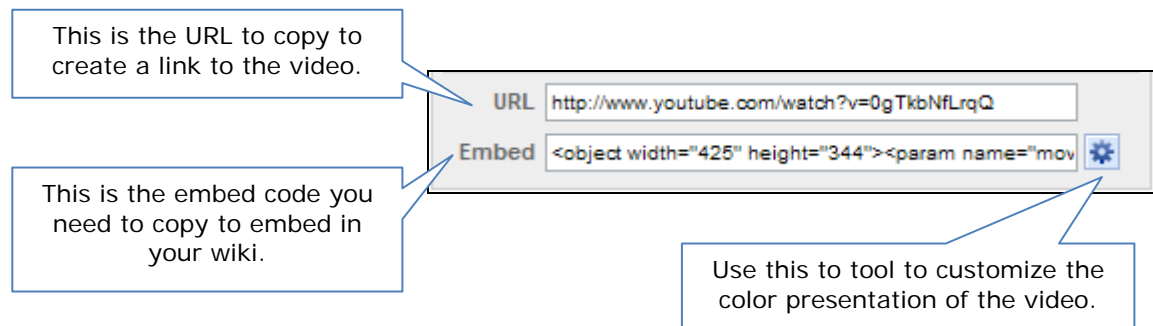 This is the URL to copy to
create a link to the video.
URL http://www.youtube.com/watch?v=0gTkbNfLrqQ
Embed <object width="425" height="344"><param name="mov
This is the embed code you
need to copy to embed in
your wiki.
Use this to tool to customize the
color presentation of the video.